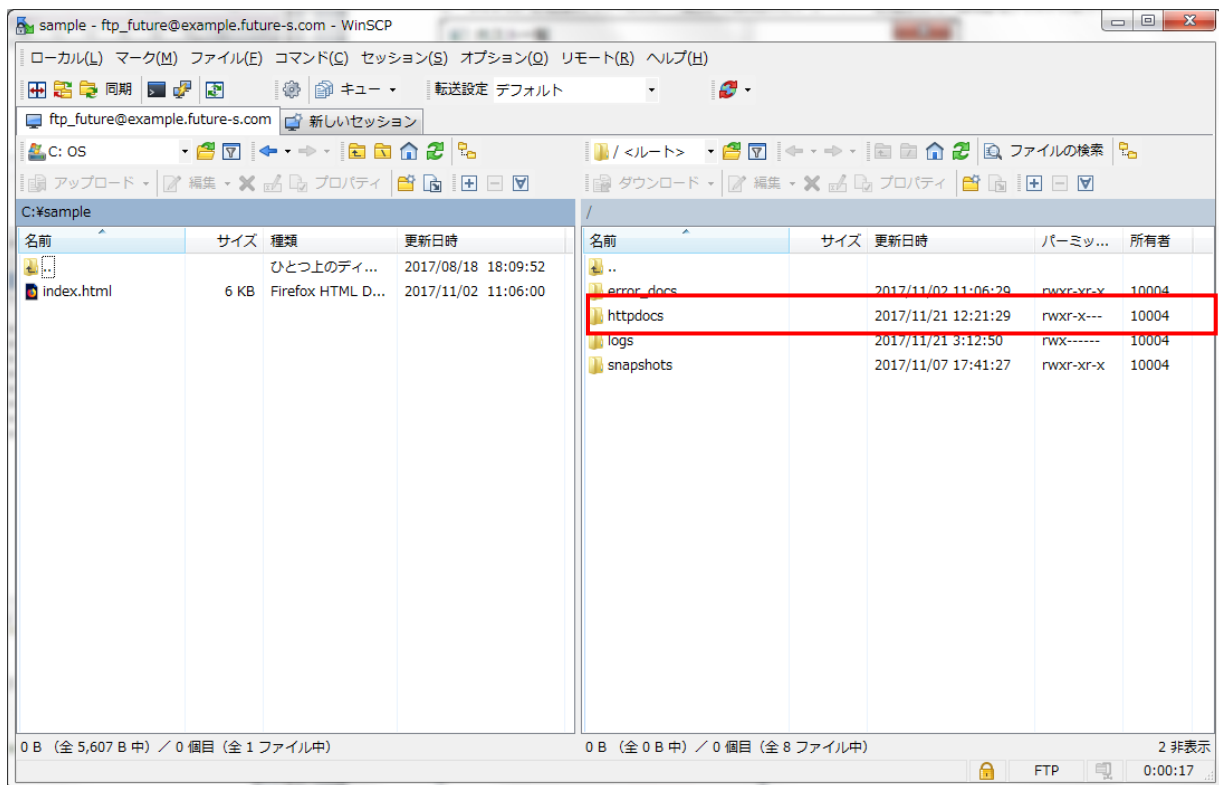 sample - ftp_future@example.future-s.com - WinSCP
ローカル(L) マーク(M) ファイル(F) コマンド(C) セッション(S) オプション(O) リモート(R) ヘルプ(H)
同期 キュー 転送設定 デフォルト
ftp_future@example.future-s.com 新しいセッション
C: OS / <ルート> ファイルの検索
アップロード 編集 プロパティ ダウンロード 編集 プロパティ
C:¥sample /
名前 サイズ 種類 更新日時 名前 サイズ 更新日時 パーミッ... 所有者
.. ひとつ上のディ... 2017/08/18 18:09:52 ..
index.html 6 KB Firefox HTML D... 2017/11/02 11:06:00 error_docs 2017/11/02 11:06:29 rwxr-xr-x 10004
httpdocs 2017/11/21 12:21:29 rwxr-x--- 10004
logs 2017/11/21 3:12:50 rwx------ 10004
snapshots 2017/11/07 17:41:27 rwxr-xr-x 10004
0 B （全 5,607 B 中）／ 0 個目（全 1 ファイル中） 0 B （全 0 B 中）／ 0 個目（全 8 ファイル中） 2 非表示
FTP 0:00:17